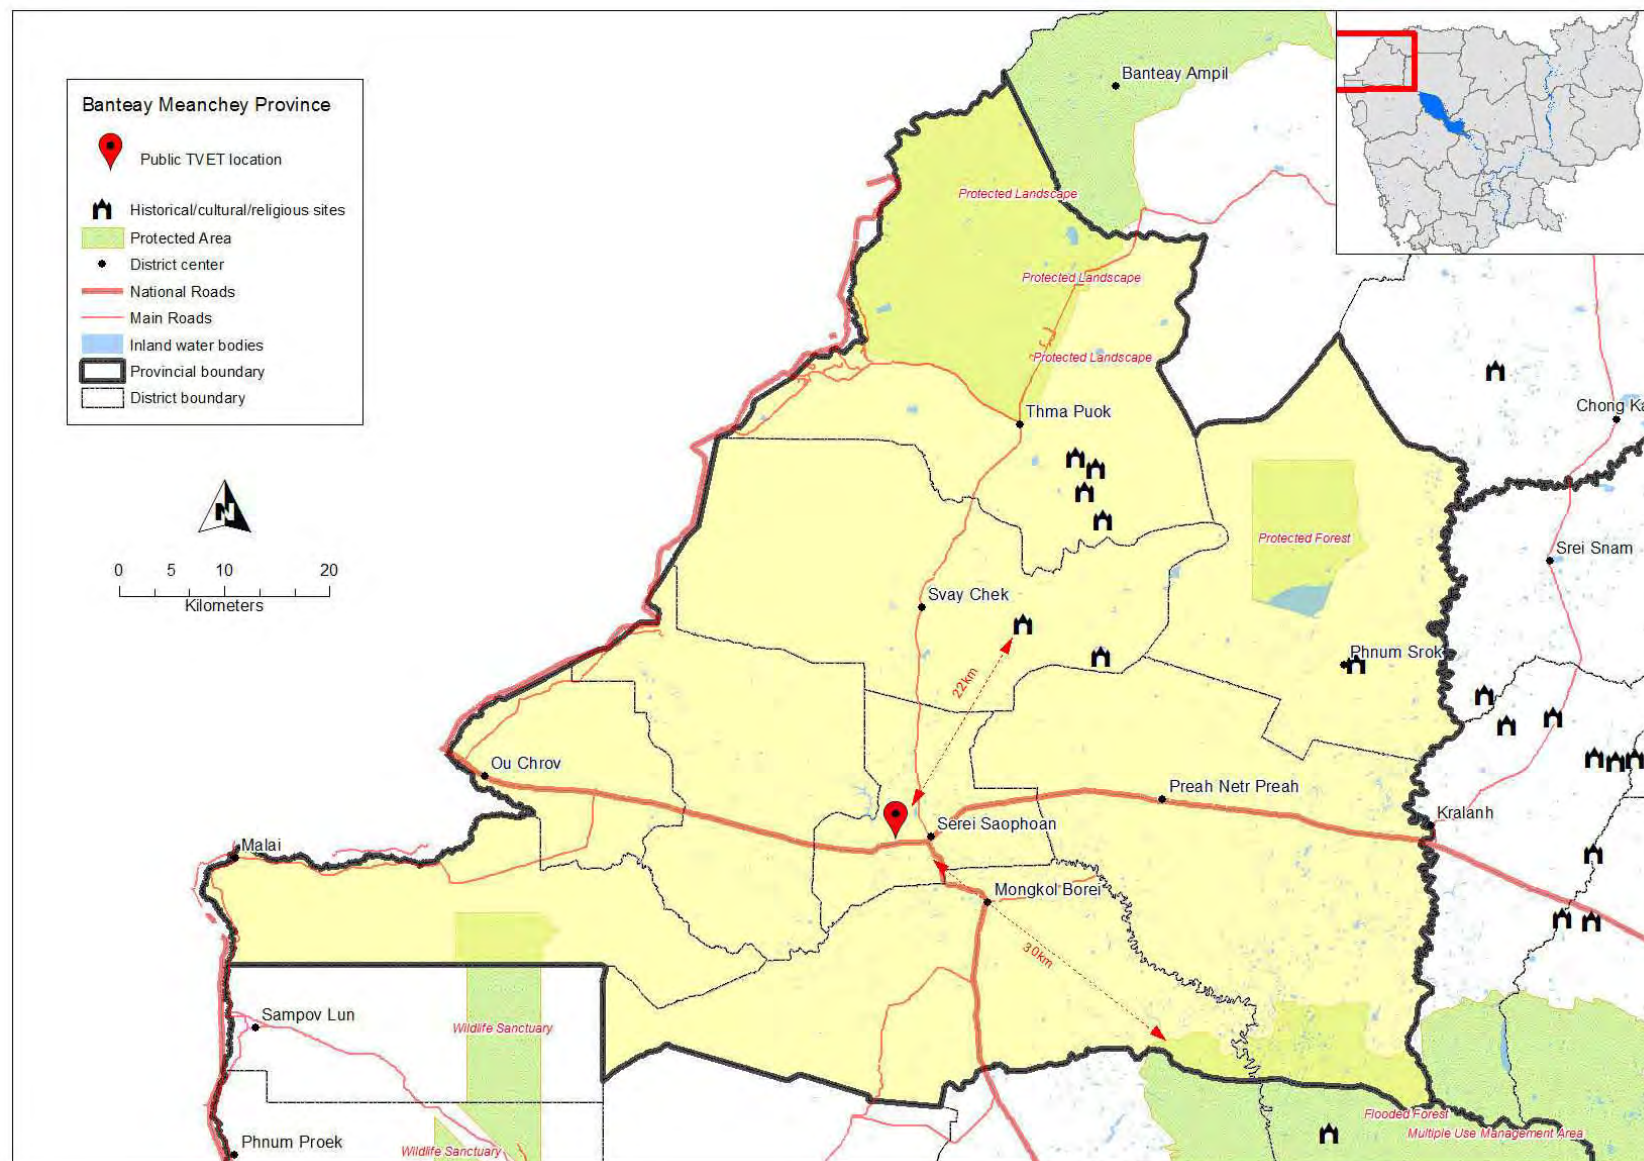 Banteay Meanchey Province
Public TVET location
Historical/cultural/religious sites
Protected Area
District center
National Roads
Main Roads
Inland water bodies
Provincial boundary
District boundary
N
0 5 10 20
Kilometers
Banteay Ampil
Protected Landscape
Protected Landscape
Protected Landscape
Thma Puok
Chong Ka
Protected Forest
Srei Snam
Svay Chek
Phnum Srok
22km
Ou Chrov
Preah Netr Preah
Kralanh
Serei Saophoan
Malai
Mongkol Borei
30km
Sampov Lun
Wildlife Sanctuary
Flooded Forest
Multiple Use Management Area
Phnum Proek
Wildlife Sanctuary